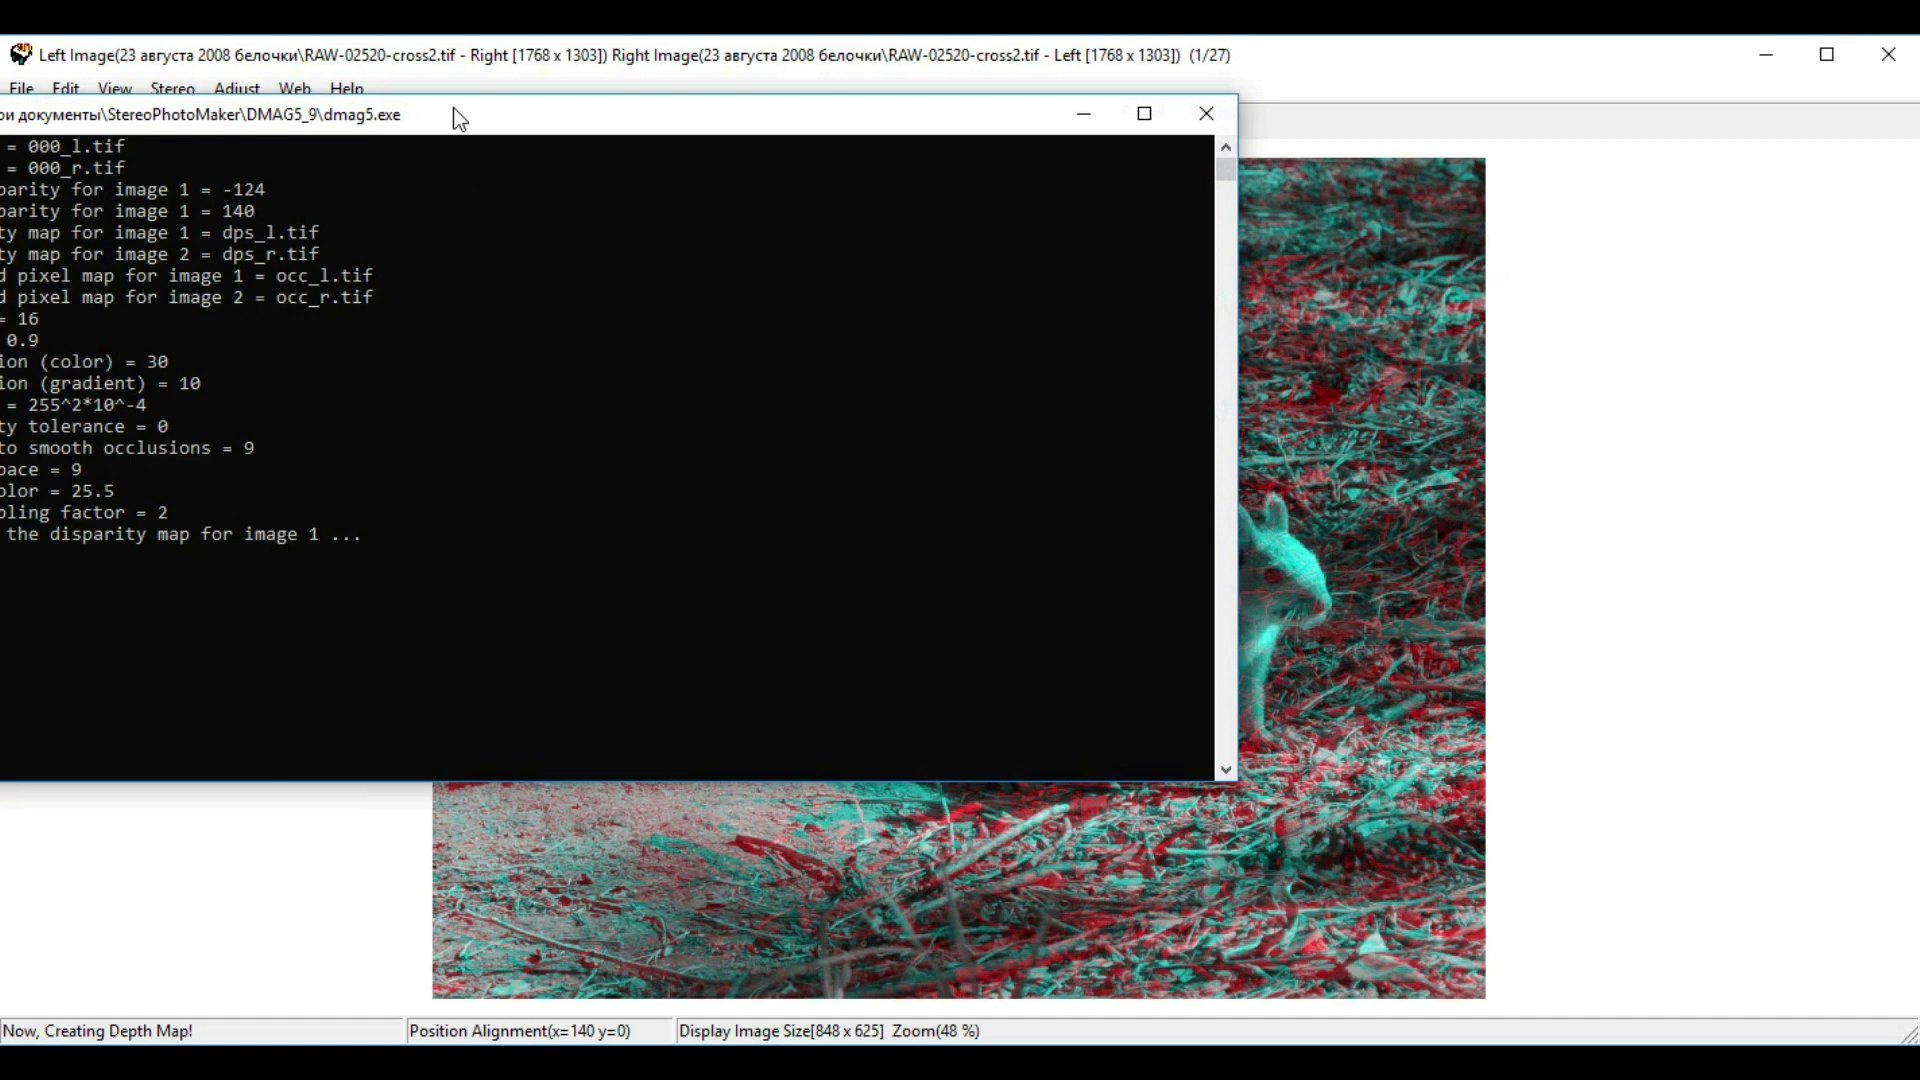 Left Image(23 августа 2008 белочки\RAW-02520-cross2.tif - Right [1768 x 1303]) Right Image(23 августа 2008 белочки\RAW-02520-cross2.tif - Left [1768 x 1303])  (1/27)
File Edit View Stereo Adjust Web Help
ои документы\StereoPhotoMaker\DMAG5_9\dmag5.exe
= 000_l.tif
= 000_r.tif
parity for image 1 = -124
parity for image 1 = 140
ty map for image 1 = dps_l.tif
ty map for image 2 = dps_r.tif
d pixel map for image 1 = occ_l.tif
d pixel map for image 2 = occ_r.tif
= 16
0.9
ion (color) = 30
ion (gradient) = 10
= 255^2*10^-4
ty tolerance = 0
to smooth occlusions = 9
pace = 9
olor = 25.5
pling factor = 2
the disparity map for image 1 ...
Now, Creating Depth Map!
Position Alignment(x=140 y=0)
Display Image Size[848 x 625]  Zoom(48 %)